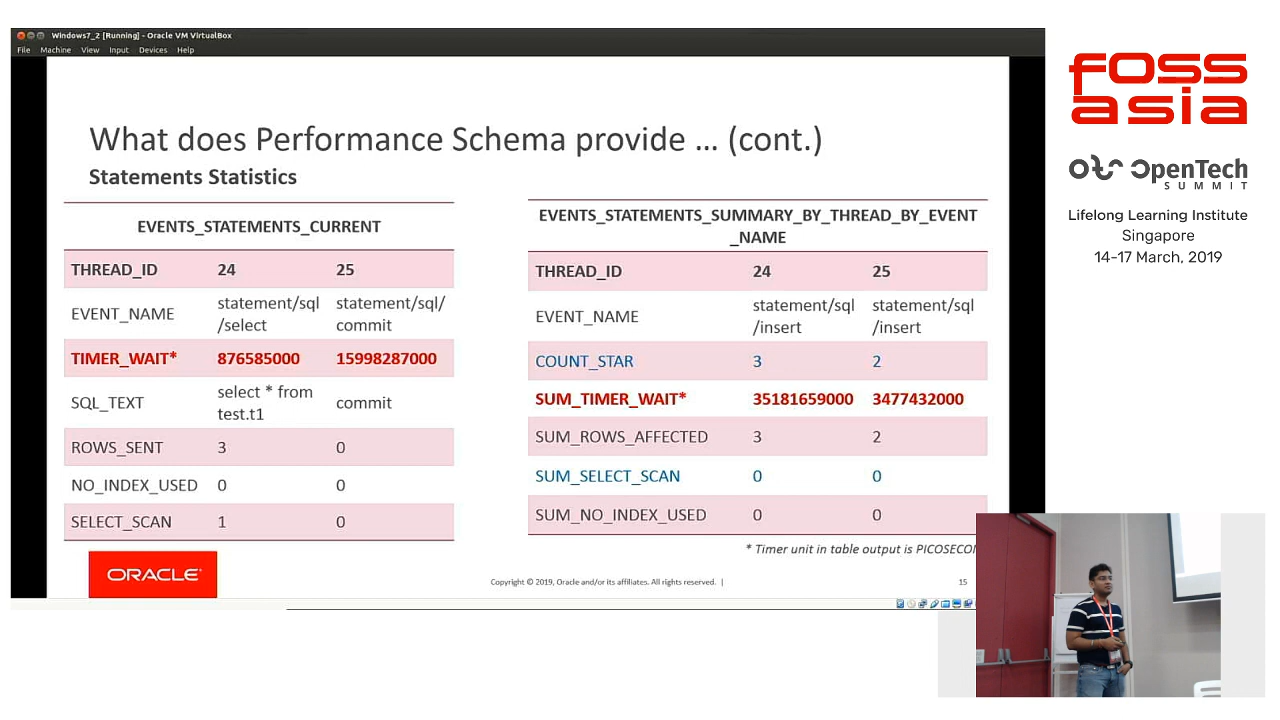 Windows7_2 [Running] - Oracle VM VirtualBox
File Machine View Input Devices Help
What does Performance Schema provide ... (cont.)
Statements Statistics
EVENTS_STATEMENTS_CURRENT
THREAD_ID 24 25
EVENT_NAME statement/sql/select statement/sql/commit
TIMER_WAIT* 876585000 15998287000
SQL_TEXT select * from test.t1 commit
ROWS_SENT 3 0
NO_INDEX_USED 0 0
SELECT_SCAN 1 0
EVENTS_STATEMENTS_SUMMARY_BY_THREAD_BY_EVENT
_NAME
THREAD_ID 24 25
EVENT_NAME statement/sql/insert statement/sql/insert
COUNT_STAR 3 2
SUM_TIMER_WAIT* 35181659000 3477432000
SUM_ROWS_AFFECTED 3 2
SUM_SELECT_SCAN 0 0
SUM_NO_INDEX_USED 0 0
* Timer unit in table output is PICOSECON
ORACLE
Copyright © 2019, Oracle and/or its affiliates. All rights reserved. |
15
FOSS
asia
OpenTech
SUMMIT
Lifelong Learning Institute
Singapore
14-17 March, 2019